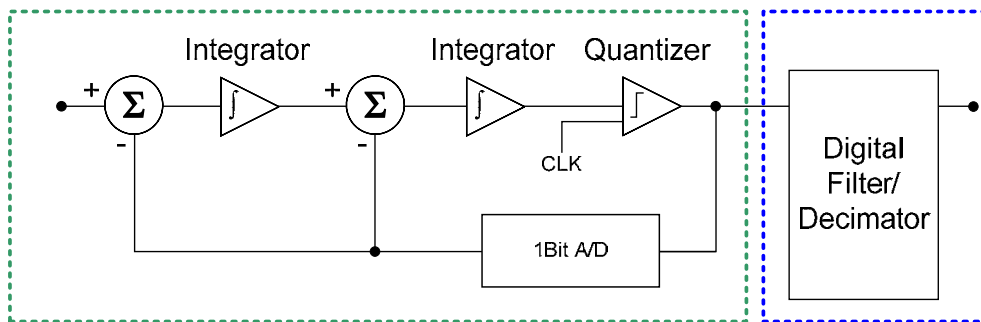 Integrator
Integrator
Quantizer
+
Σ
-
∫
+
Σ
-
∫
CLK
1Bit A/D
Digital
Filter/
Decimator